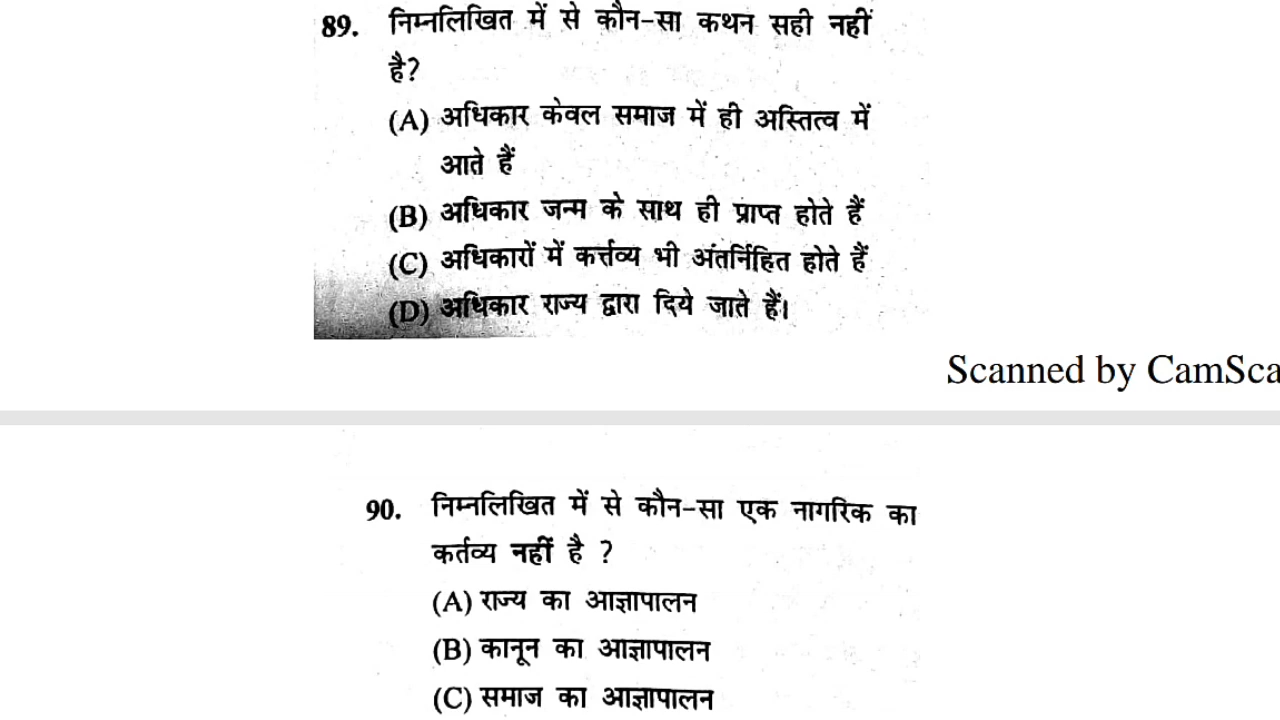 89. निम्नलिखित में से कौन-सा कथन सही नहीं
है?
(A) अधिकार केवल समाज में ही अस्तित्व में
आते हैं
(B) अधिकार जन्म के साथ ही प्राप्त होते हैं
(C) अधिकारों में कर्त्तव्य भी अंतर्निहित होते हैं
(D) अधिकार राज्य द्वारा दिये जाते हैं।
Scanned by CamSca
90. निम्नलिखित में से कौन-सा एक नागरिक का
कर्तव्य नहीं है ?
(A) राज्य का आज्ञापालन
(B) कानून का आज्ञापालन
(C) समाज का आज्ञापालन